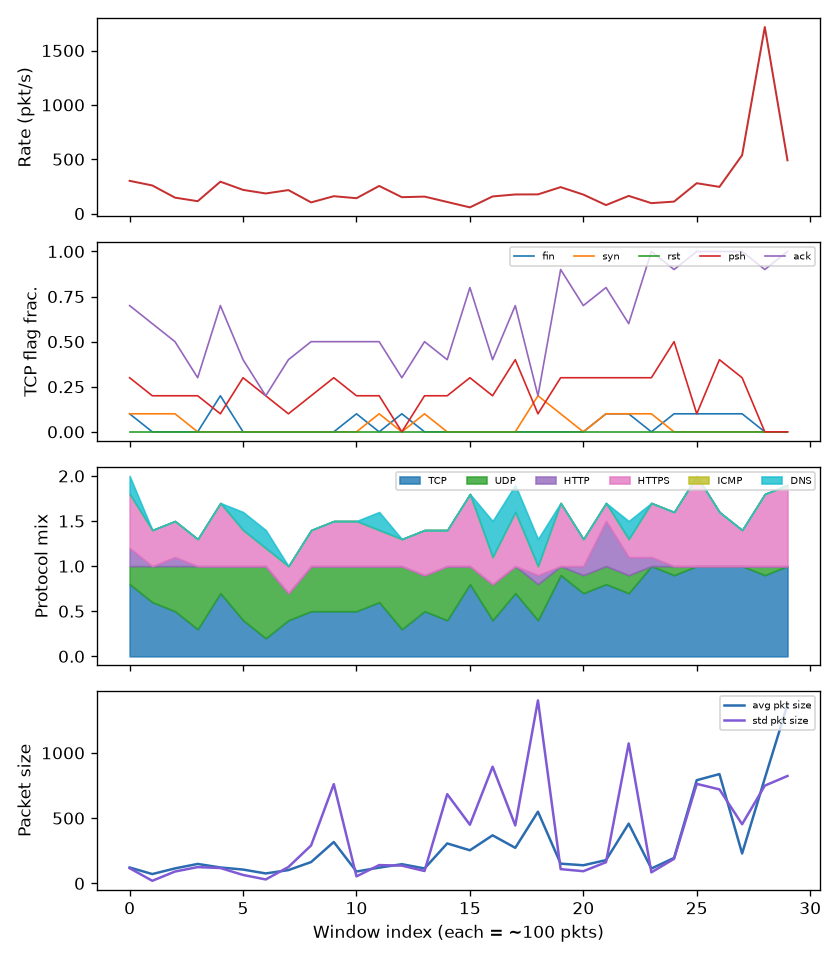 1500
1000
500
0
Rate (pkt/s)
1.00
0.75
0.50
0.25
0.00
TCP flag frac.
fin syn rst psh ack
2.0
1.5
1.0
0.5
0.0
Protocol mix
TCP UDP HTTP HTTPS ICMP DNS
1000
500
0
Packet size
avg pkt size
std pkt size
0 5 10 15 20 25 30
Window index (each = ~100 pkts)